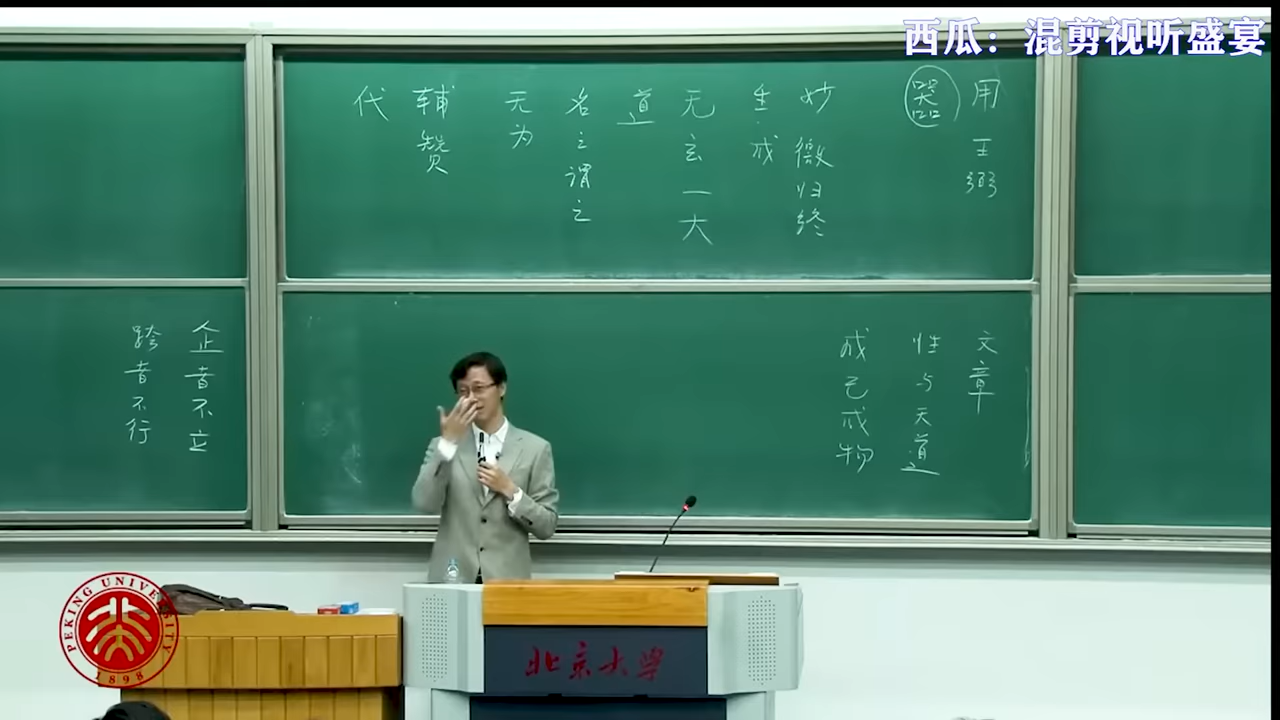 西瓜：混剪视听盛宴
用王弼
器
妙徼归终
生·成
无玄一大
道
名之谓之
无为
辅赞
代
文章
性与天道
成己成物
企者不立
跨者不行
PEKING UNIVERSITY
1898
北京大学